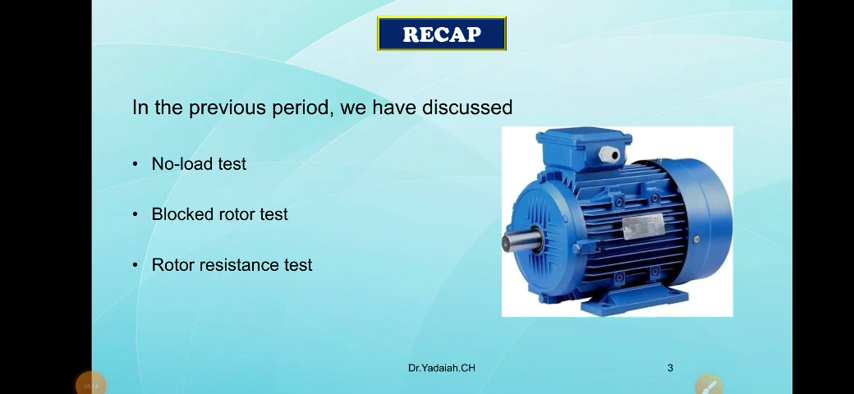 RECAP
In the previous period, we have discussed
• No-load test
• Blocked rotor test
• Rotor resistance test
Dr.Yadaiah.CH
3